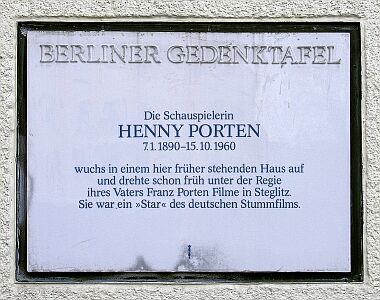 BERLINER GEDENKTAFEL
Die Schauspielerin
HENNY PORTEN
7.1.1890–15.10.1960
wuchs in einem hier früher stehenden Haus auf
und drehte schon früh unter der Regie
ihres Vaters Franz Porten Filme in Steglitz.
Sie war ein »Star« des deutschen Stummfilms.